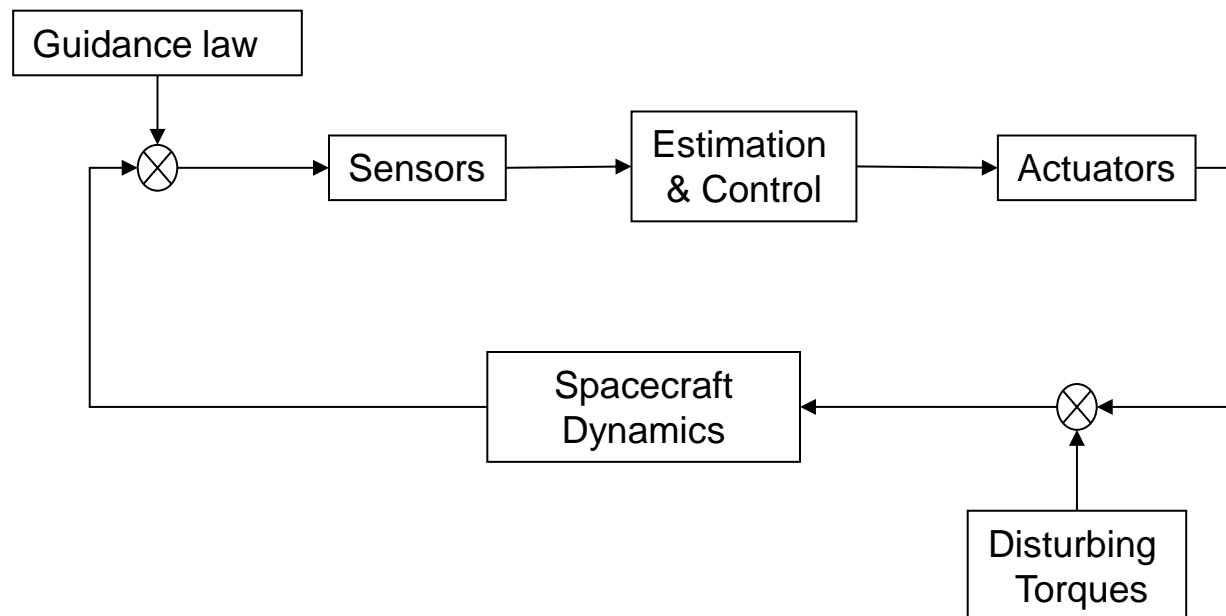 Guidance law
Sensors
Estimation
& Control
Actuators
Spacecraft
Dynamics
Disturbing
Torques